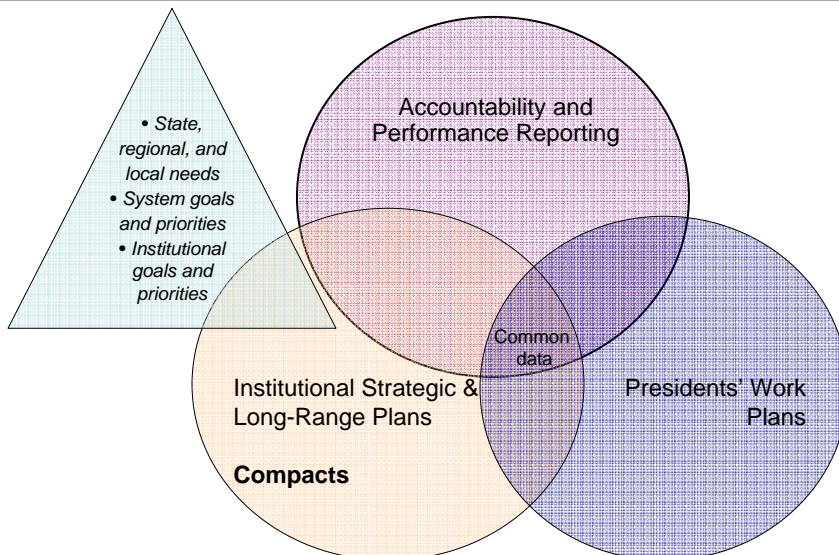 • State,
regional, and
local needs
• System goals
and priorities
• Institutional
goals and
priorities
Accountability and
Performance Reporting
Common
data
Institutional Strategic &
Long-Range Plans
Compacts
Presidents' Work
Plans